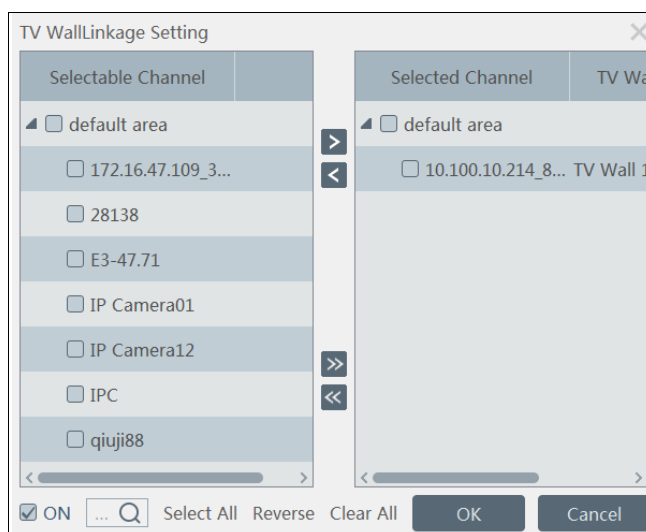 TV WallLinkage Setting
Selectable Channel
default area
172.16.47.109_3...
28138
E3-47.71
IP Camera01
IP Camera12
IPC
qiuji88
Selected Channel TV Wa
default area
10.100.10.214_8... TV Wall 1
ON ... Select All Reverse Clear All OK Cancel